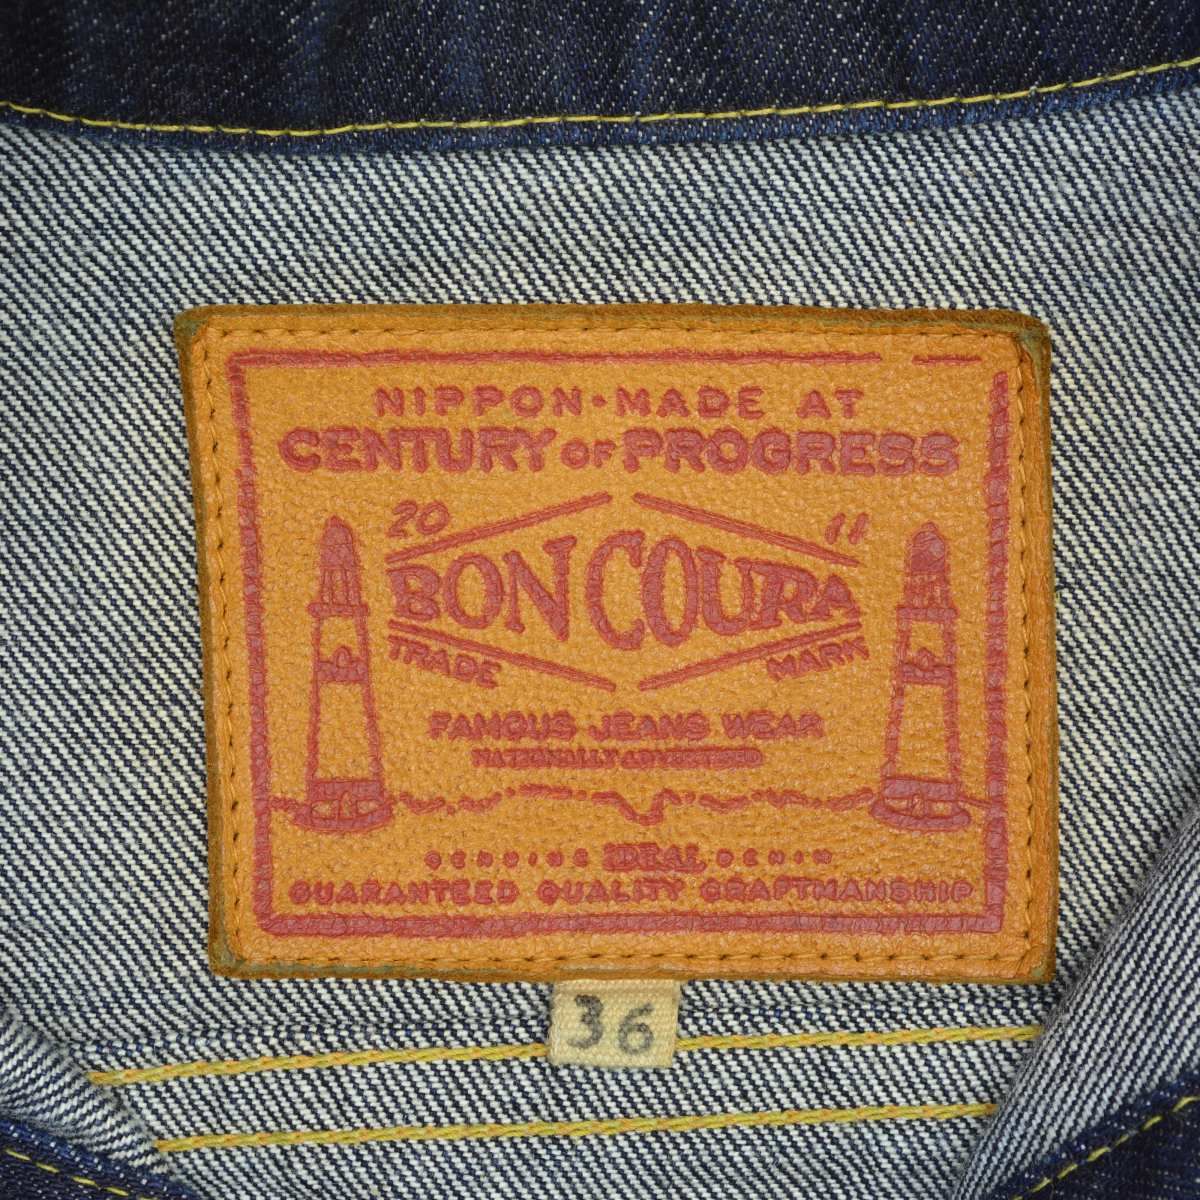 NIPPON·MADE AT
CENTURY OF PROGRESS
20 11
BONCOURA
TRADE MARK
FAMOUS JEANS WEAR
NATIONALLY ADVERTISED
GENUINE IDEAL DENIM
GUARANTEED QUALITY CRAFTMANSHIP
36